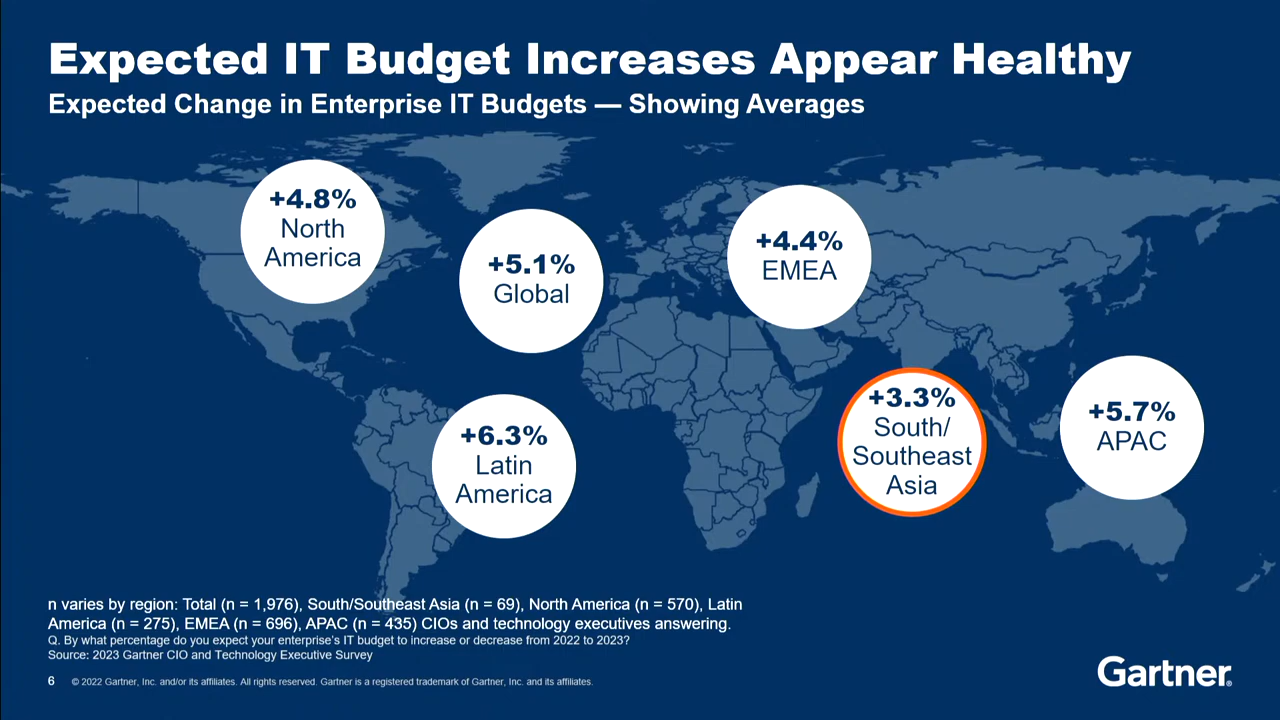 Expected IT Budget Increases Appear Healthy
Expected Change in Enterprise IT Budgets — Showing Averages
+4.8%
North
America
+5.1%
Global
+4.4%
EMEA
+6.3%
Latin
America
+3.3%
South/
Southeast
Asia
+5.7%
APAC
n varies by region: Total (n = 1,976), South/Southeast Asia (n = 69), North America (n = 570), Latin
America (n = 275), EMEA (n = 696), APAC (n = 435) CIOs and technology executives answering.
Q. By what percentage do you expect your enterprise's IT budget to increase or decrease from 2022 to 2023?
Source: 2023 Gartner CIO and Technology Executive Survey
6 © 2022 Gartner, Inc. and/or its affiliates. All rights reserved. Gartner is a registered trademark of Gartner, Inc. and its affiliates.
Gartner®